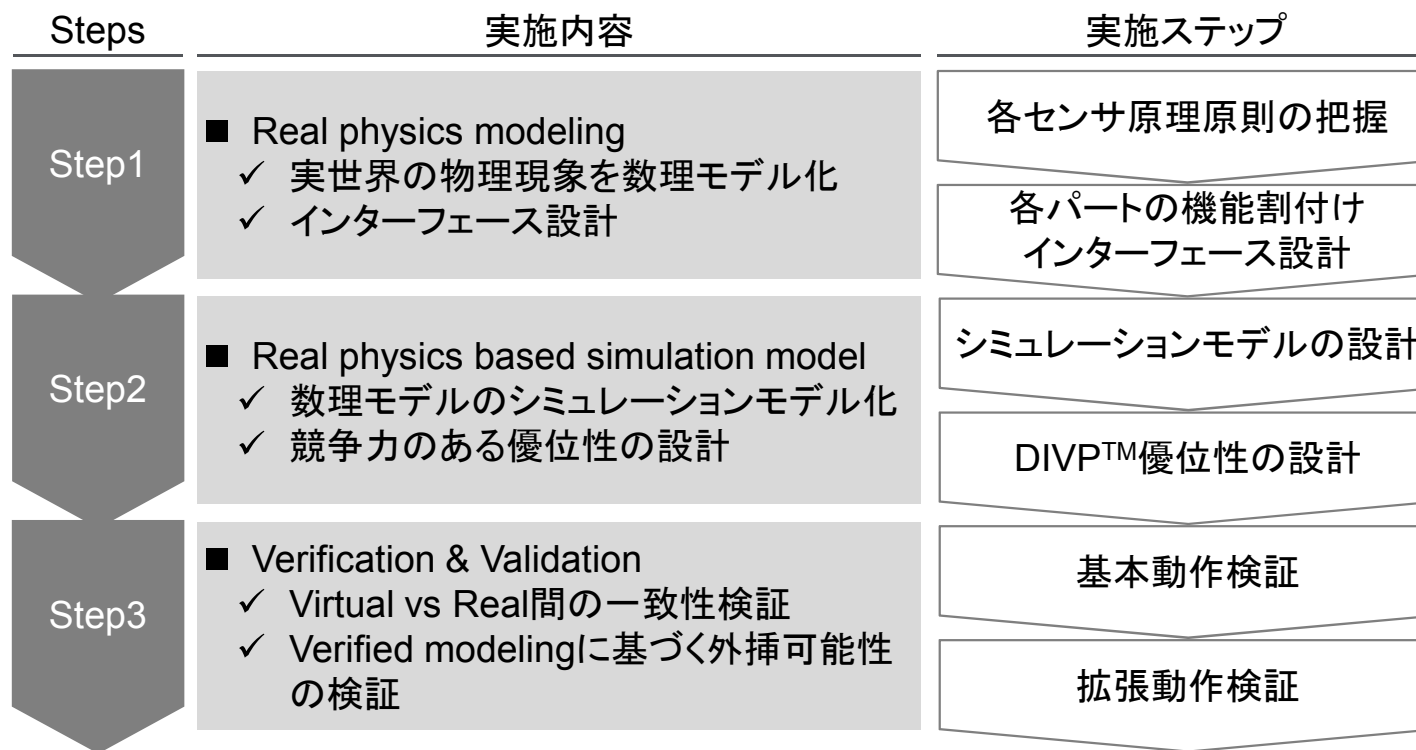 Steps
実施内容
実施ステップ
Step1
■ Real physics modeling
✓ 実世界の物理現象を数理モデル化
✓ インターフェース設計
各センサ原理原則の把握
各パートの機能割付け
インターフェース設計
Step2
■ Real physics based simulation model
✓ 数理モデルのシミュレーションモデル化
✓ 競争力のある優位性の設計
シミュレーションモデルの設計
DIVP™優位性の設計
Step3
■ Verification & Validation
✓ Virtual vs Real間の一致性検証
✓ Verified modelingに基づく外挿可能性
の検証
基本動作検証
拡張動作検証